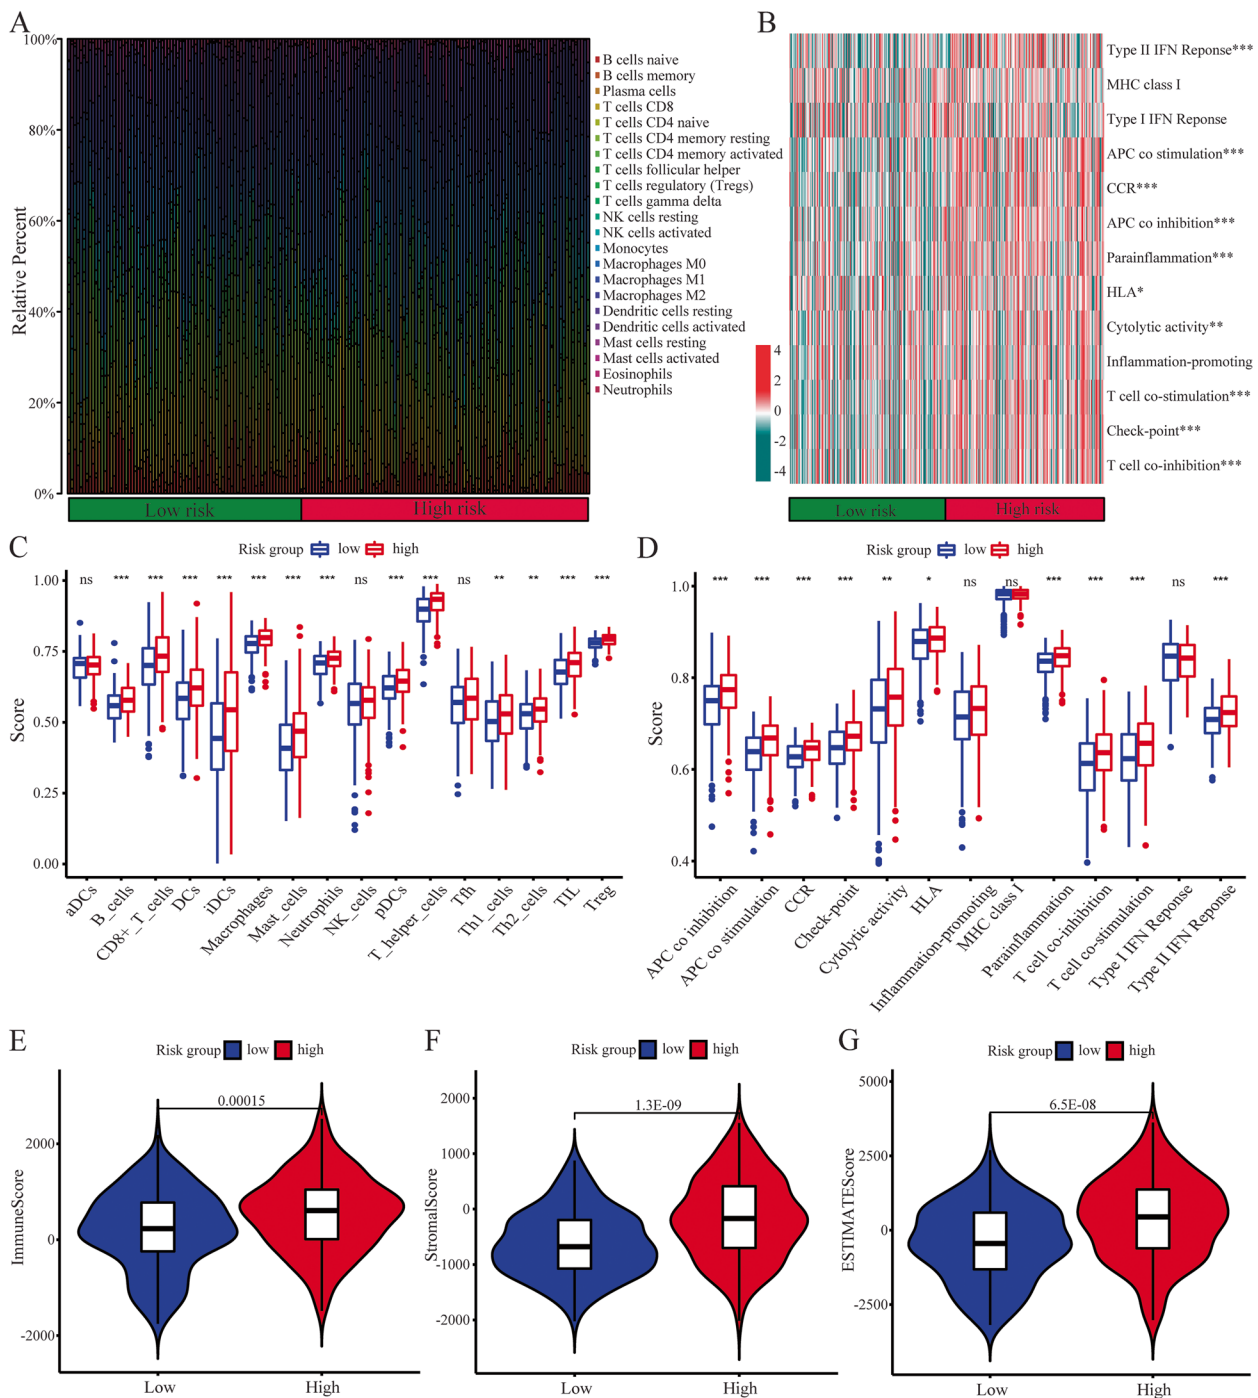 A
100%
80%
60%
40%
20%
0%
Relative Percent
B cells naive
B cells memory
Plasma cells
T cells CD8
T cells CD4 naive
T cells CD4 memory resting
T cells CD4 memory activated
T cells follicular helper
T cells regulatory (Tregs)
T cells gamma delta
NK cells resting
NK cells activated
Monocytes
Macrophages M0
Macrophages M1
Macrophages M2
Dendritic cells resting
Dendritic cells activated
Mast cells resting
Mast cells activated
Eosinophils
Neutrophils
Low risk High risk
B
Type II IFN Reponse***
MHC class I
Type I IFN Reponse
APC co stimulation***
CCR***
APC co inhibition***
Parainflammation***
HLA*
Cytolytic activity**
Inflammation-promoting
T cell co-stimulation***
Check-point***
T cell co-inhibition***
4
2
0
-2
-4
Low risk High risk
C
Risk group low high
ns *** *** *** *** *** *** *** ns *** *** ns ** ** *** ***
1.00
0.75
0.50
0.25
0.00
Score
aDCs
B_cells
CD8+_T_cells
DCs
iDCs
Macrophages
Mast_cells
Neutrophils
NK_cells
pDCs
T_helper_cells
Tfh
Th1_cells
Th2_cells
TIL
Treg
D
Risk group low high
*** *** *** *** ** * ns ns *** *** *** ns ***
1.0
0.8
0.6
0.4
Score
APC co inhibition
APC co stimulation
CCR
Check-point
Cytolytic activity
HLA
Inflammation-promoting
MHC class I
Parainflammation
T cell co-inhibition
T cell co-stimulation
Type I IFN Reponse
Type II IFN Reponse
E
Risk group low high
0.00015
2000
0
-2000
ImmuneScore
Low High
F
Risk group low high
1.3E-09
2000
1000
0
-1000
-2000
StromalScore
Low High
G
Risk group low high
6.5E-08
5000
2500
0
-2500
ESTIMATEScore
Low High